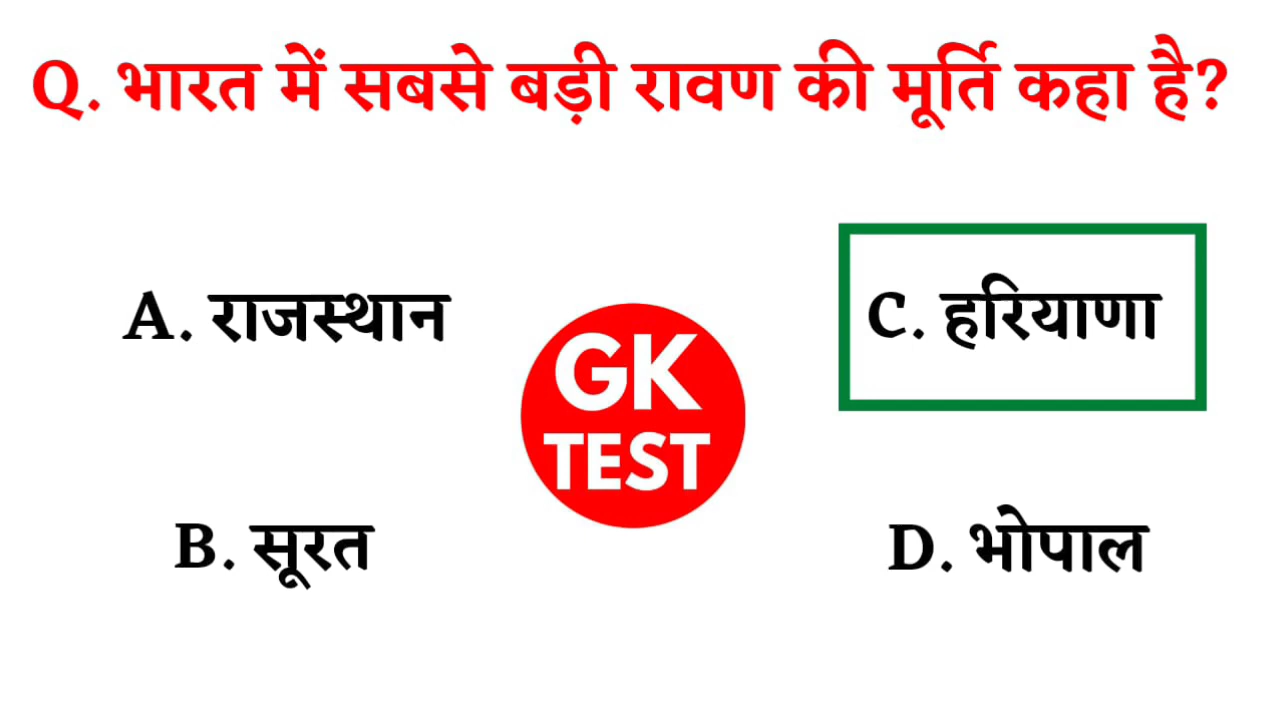 Q. भारत में सबसे बड़ी रावण की मूर्ति कहा है?
A. राजस्थान
C. हरियाणा
GK
TEST
B. सूरत
D. भोपाल